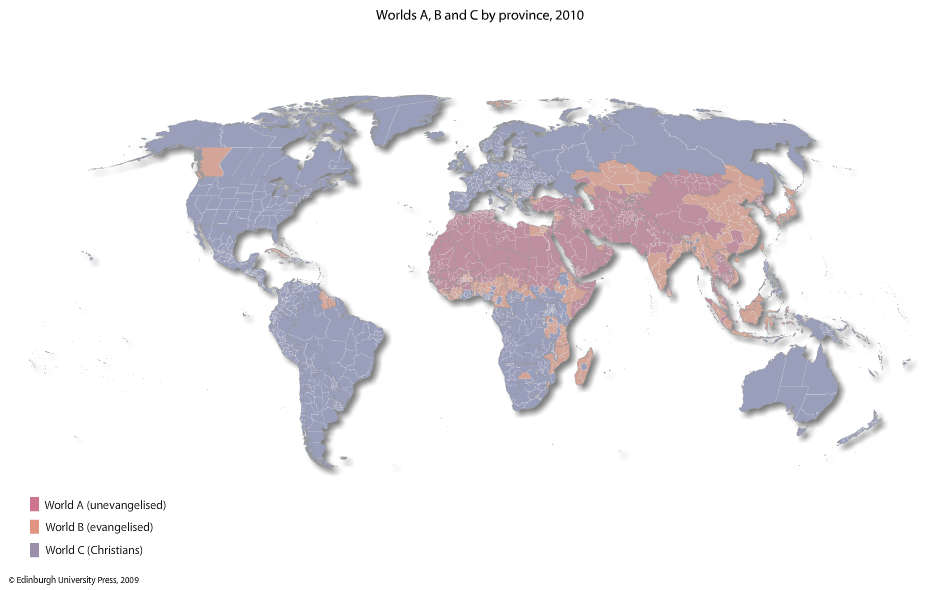 Worlds A, B and C by province, 2010
World A (unevangelised)
World B (evangelised)
World C (Christians)
© Edinburgh University Press, 2009